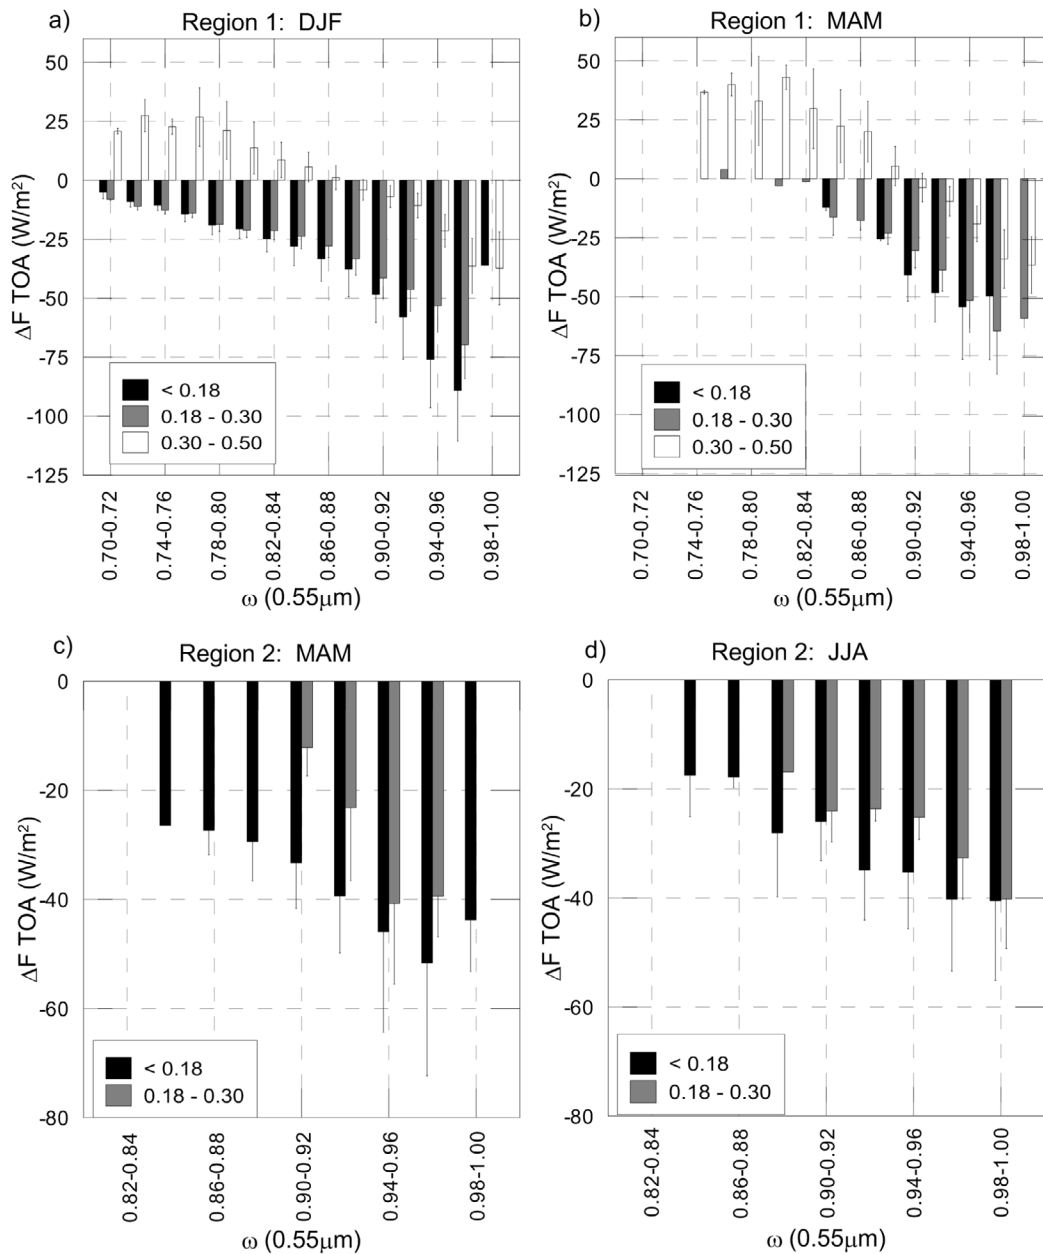 a)
Region 1: DJF
50
25
0
-25
-50
-75
-100
-125
ΔF TOA (W/m²)
< 0.18
0.18 - 0.30
0.30 - 0.50
0.70-0.72
0.74-0.76
0.78-0.80
0.82-0.84
0.86-0.88
0.90-0.92
0.94-0.96
0.98-1.00
ω (0.55μm)
b)
Region 1: MAM
50
25
0
-25
-50
-75
-100
-125
ΔF TOA (W/m²)
< 0.18
0.18 - 0.30
0.30 - 0.50
0.70-0.72
0.74-0.76
0.78-0.80
0.82-0.84
0.86-0.88
0.90-0.92
0.94-0.96
0.98-1.00
ω (0.55μm)
c)
Region 2: MAM
0
-20
-40
-60
-80
ΔF TOA (W/m²)
< 0.18
0.18 - 0.30
0.82-0.84
0.86-0.88
0.90-0.92
0.94-0.96
0.98-1.00
ω (0.55μm)
d)
Region 2: JJA
0
-20
-40
-60
-80
ΔF TOA (W/m²)
< 0.18
0.18 - 0.30
0.82-0.84
0.86-0.88
0.90-0.92
0.94-0.96
0.98-1.00
ω (0.55μm)